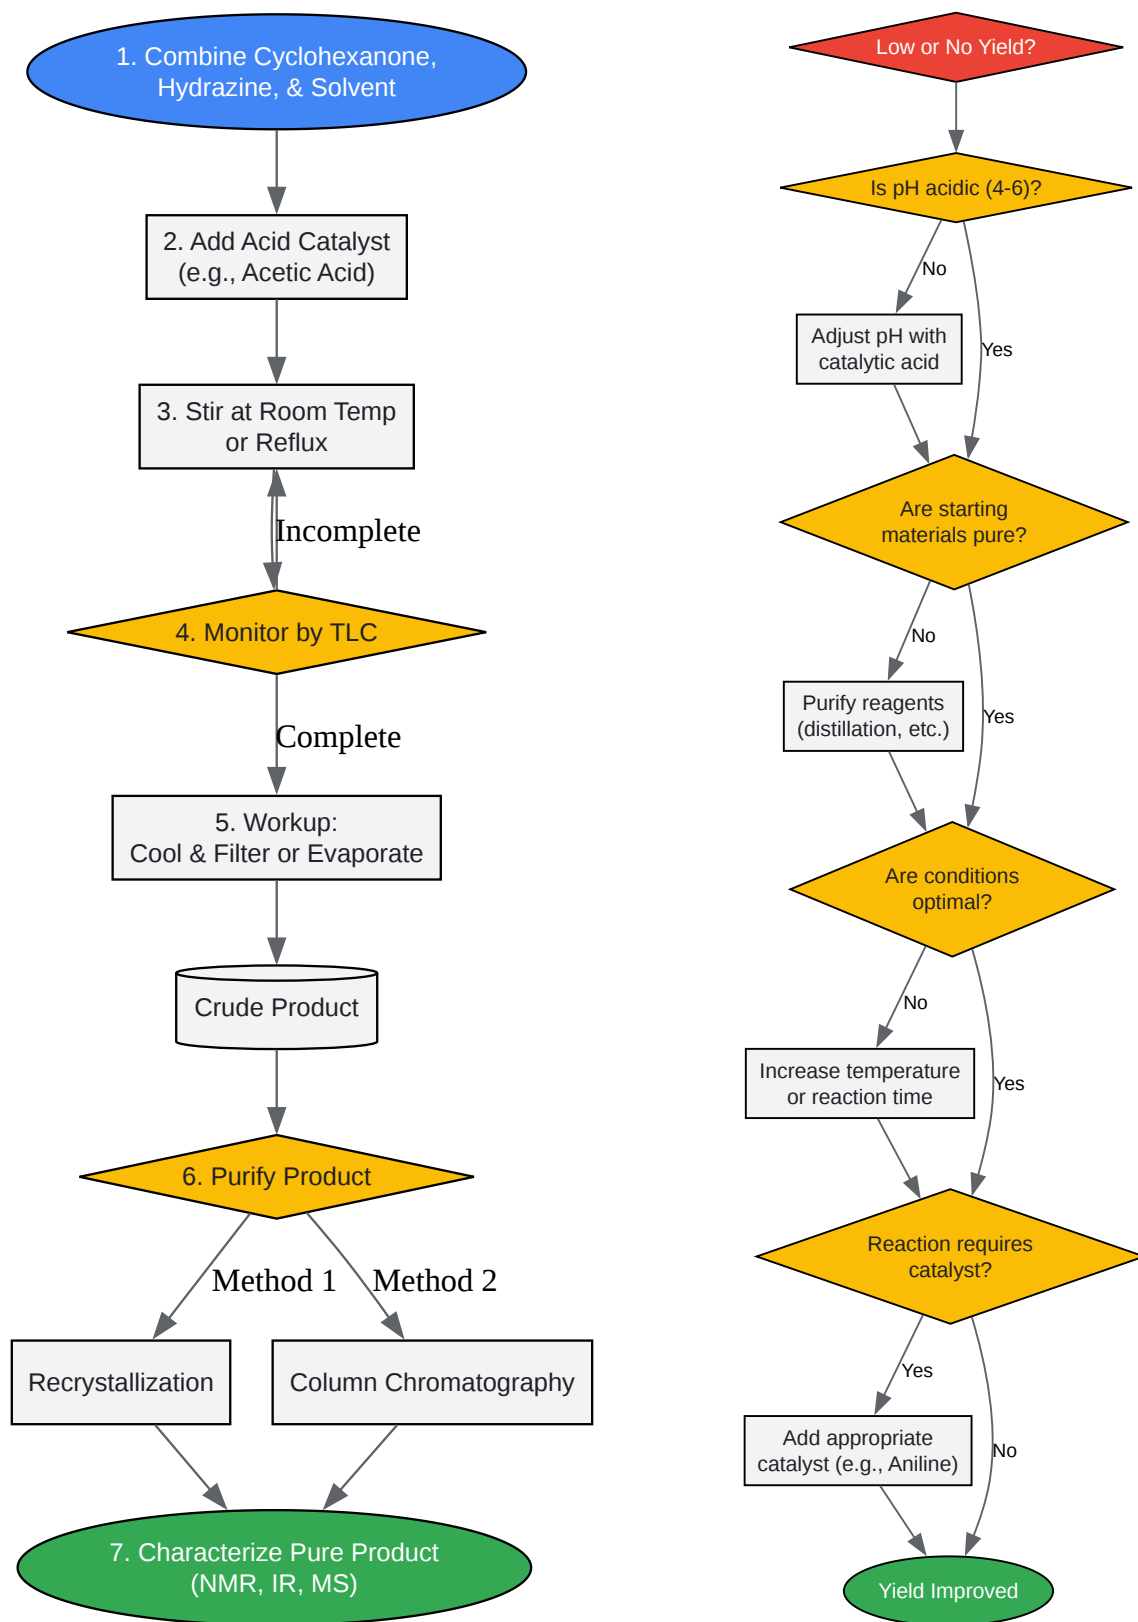 1. Combine Cyclohexanone,
Hydrazine, & Solvent
2. Add Acid Catalyst
(e.g., Acetic Acid)
3. Stir at Room Temp
or Reflux
Incomplete
4. Monitor by TLC
Complete
5. Workup:
Cool & Filter or Evaporate
Crude Product
6. Purify Product
Method 1
Method 2
Recrystallization
Column Chromatography
7. Characterize Pure Product
(NMR, IR, MS)
Low or No Yield?
Is pH acidic (4-6)?
No
Yes
Adjust pH with
catalytic acid
Are starting
materials pure?
No
Yes
Purify reagents
(distillation, etc.)
Are conditions
optimal?
No
Yes
Increase temperature
or reaction time
Reaction requires
catalyst?
Yes
No
Add appropriate
catalyst (e.g., Aniline)
Yield Improved